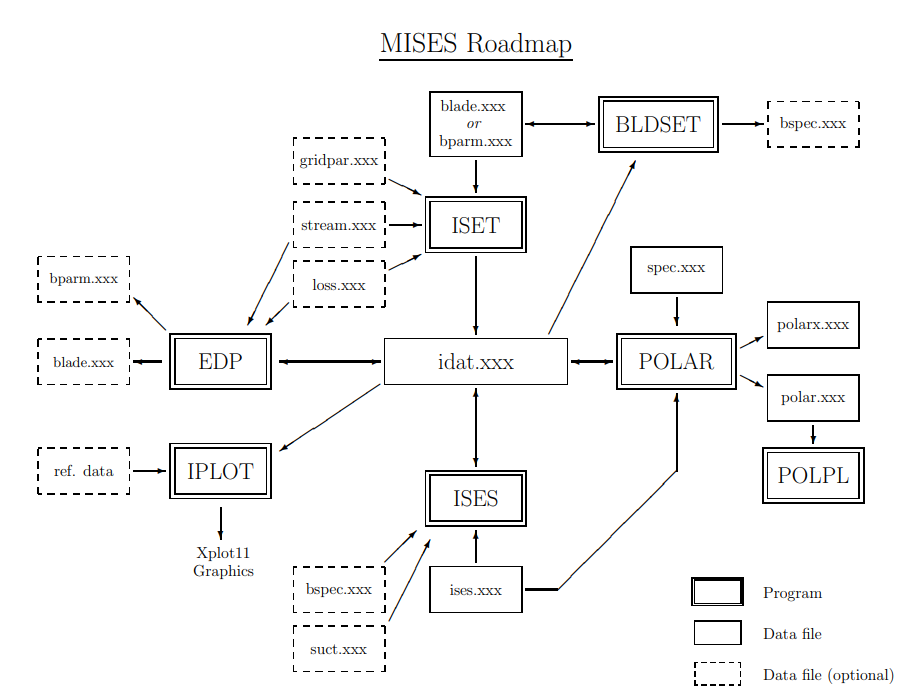 MISES Roadmap
blade.xxx
or
bparm.xxx
BLDSET
bspec.xxx
gridpar.xxx
stream.xxx
ISET
loss.xxx
spec.xxx
bparm.xxx
polarx.xxx
blade.xxx
EDP
idat.xxx
POLAR
polar.xxx
ref. data
IPLOT
POLPL
ISES
Xplot11
Graphics
bspec.xxx
ises.xxx
Program
suct.xxx
Data file
Data file (optional)